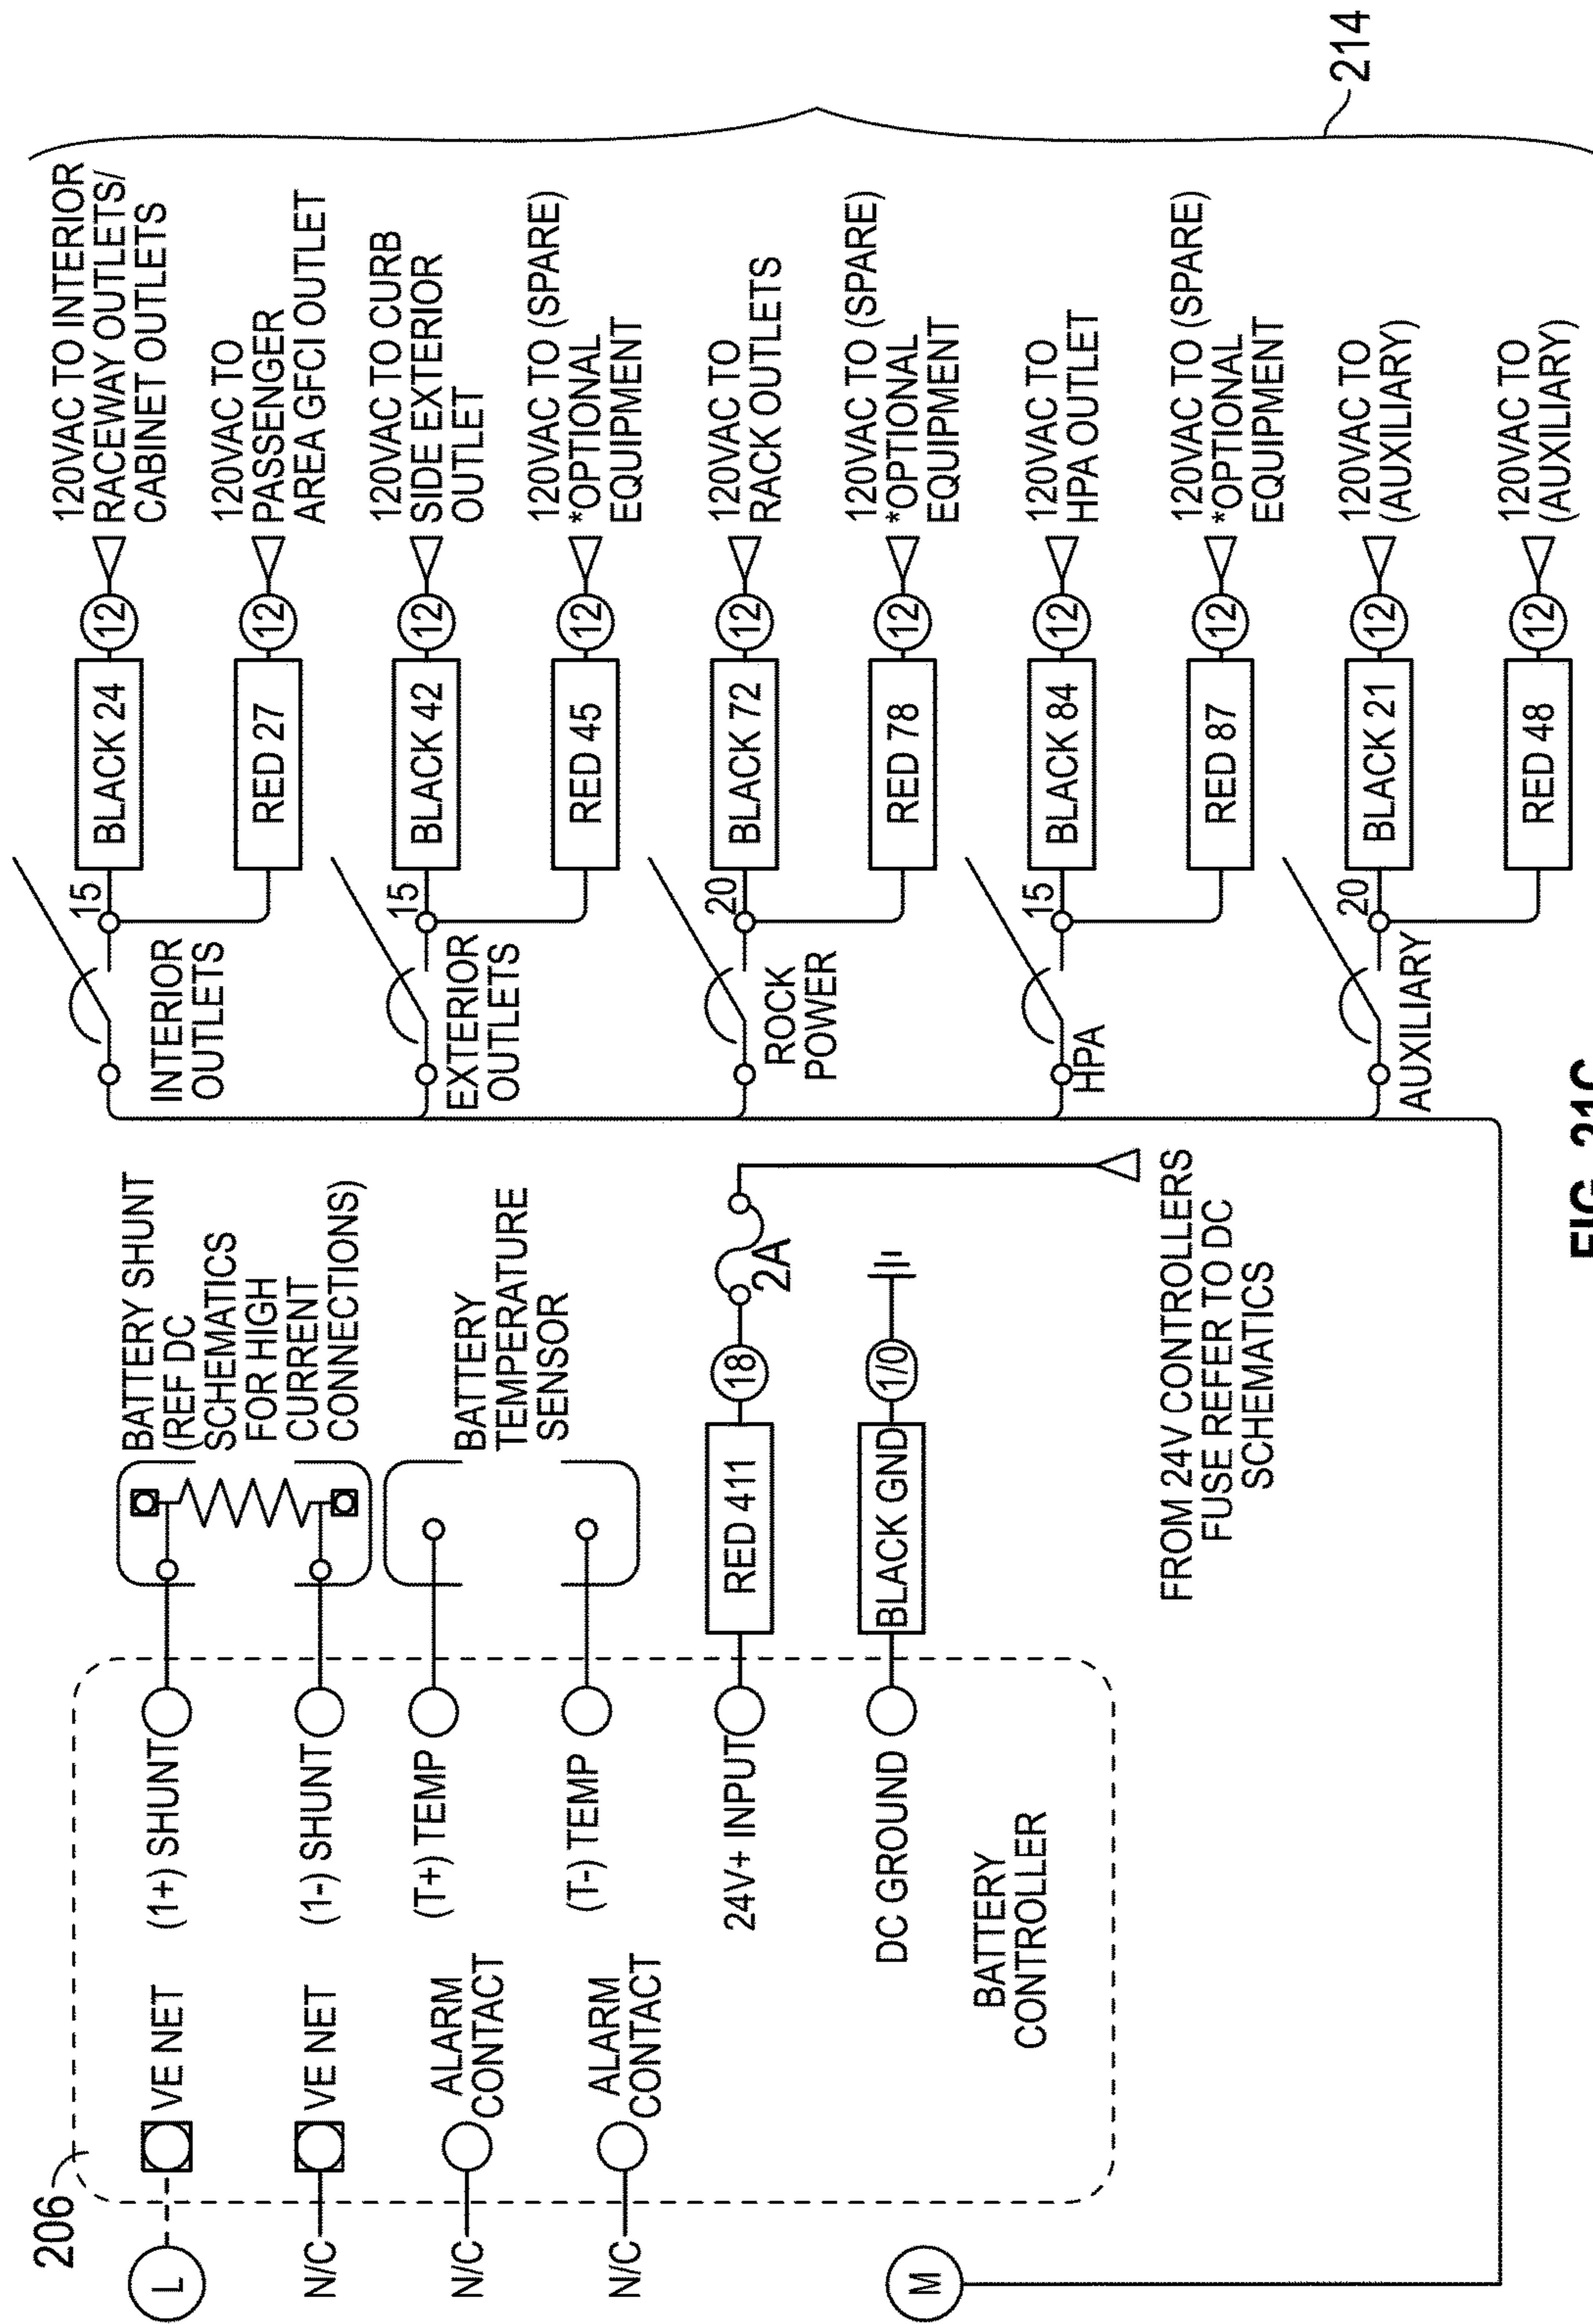 206
L
VE NET
N/C
VE NET
N/C
ALARM
CONTACT
N/C
ALARM
CONTACT
M
(1+) SHUNT
(1-) SHUNT
(T+) TEMP
(T-) TEMP
24V+ INPUT
DC GROUND
BATTERY
CONTROLLER
BATTERY SHUNT
(REF DC
SCHEMATICS
FOR HIGH
CURRENT
CONNECTIONS)
BATTERY
TEMPERATURE
SENSOR
RED 411
18
2A
BLACK GND
1/0
FROM 24V CONTROLLERS
FUSE REFER TO DC
SCHEMATICS
INTERIOR
OUTLETS
15
BLACK 24
12
120VAC TO INTERIOR
RACEWAY OUTLETS/
CABINET OUTLETS
RED 27
12
120VAC TO
PASSENGER
AREA GFCI OUTLET
EXTERIOR
OUTLETS
15
BLACK 42
12
120VAC TO CURB
SIDE EXTERIOR
OUTLET
RED 45
12
120VAC TO (SPARE)
*OPTIONAL
EQUIPMENT
ROCK
POWER
20
BLACK 72
12
120VAC TO
RACK OUTLETS
RED 78
12
120VAC TO (SPARE)
*OPTIONAL
EQUIPMENT
HPA
15
BLACK 84
12
120VAC TO
HPA OUTLET
RED 87
12
120VAC TO (SPARE)
*OPTIONAL
EQUIPMENT
AUXILIARY
20
BLACK 21
12
120VAC TO
(AUXILIARY)
RED 48
12
120VAC TO
(AUXILIARY)
214
FIG. 21C